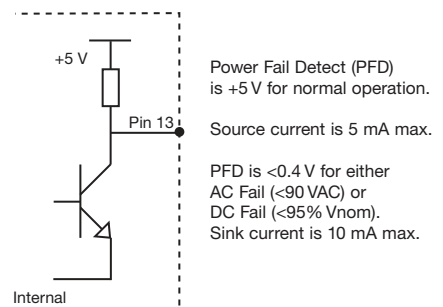 +5 V
Pin 13
Internal
Power Fail Detect (PFD)
is +5 V for normal operation.
Source current is 5 mA max.
PFD is <0.4 V for either
AC Fail (<90 VAC) or
DC Fail (<95% Vnom).
Sink current is 10 mA max.